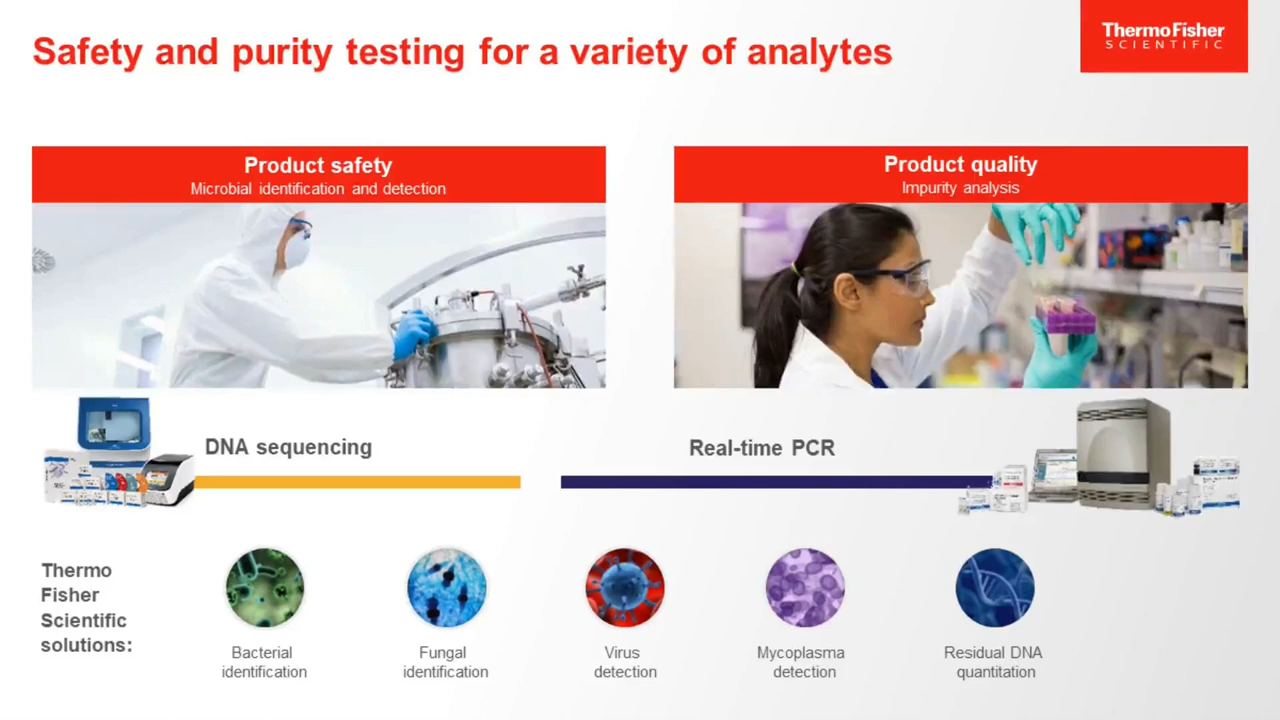 Safety and purity testing for a variety of analytes
ThermoFisher
SCIENTIFIC
Product safety
Microbial identification and detection
Product quality
Impurity analysis
DNA sequencing
Real-time PCR
Thermo
Fisher
Scientific
solutions:
Bacterial
identification
Fungal
identification
Virus
detection
Mycoplasma
detection
Residual DNA
quantitation